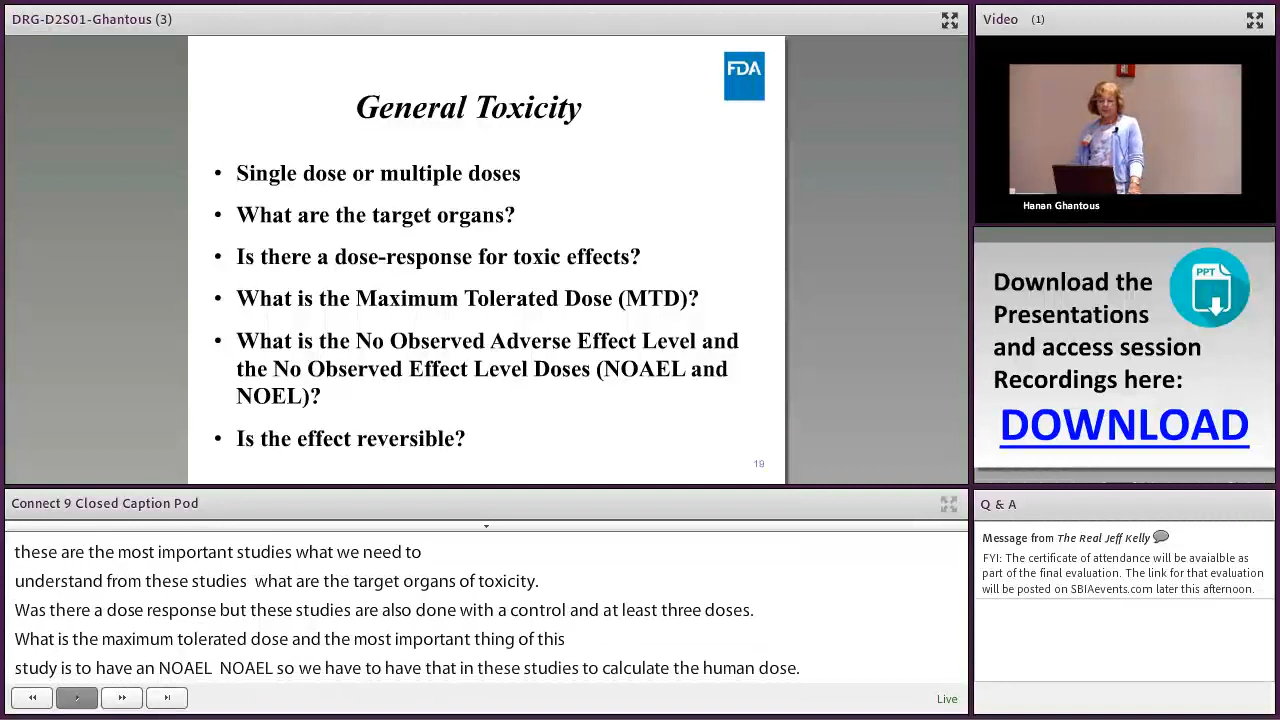 DRG-D2S01-Ghantous (3)
FDA
General Toxicity
• Single dose or multiple doses
• What are the target organs?
• Is there a dose-response for toxic effects?
• What is the Maximum Tolerated Dose (MTD)?
• What is the No Observed Adverse Effect Level and
the No Observed Effect Level Doses (NOAEL and
NOEL)?
• Is the effect reversible?
19
Connect 9 Closed Caption Pod
these are the most important studies what we need to
understand from these studies  what are the target organs of toxicity.
Was there a dose response but these studies are also done with a control and at least three doses.
What is the maximum tolerated dose and the most important thing of this
study is to have an NOAEL  NOAEL so we have to have that in these studies to calculate the human dose.
Live
Video (1)
Hanan Ghantous
PPT
Download the
Presentations
and access session
Recordings here:
DOWNLOAD
Q & A
Message from The Real Jeff Kelly
FYI: The certificate of attendance will be avaialble as
part of the final evaluation. The link for that evaluation
will be posted on SBIAevents.com later this afternoon.